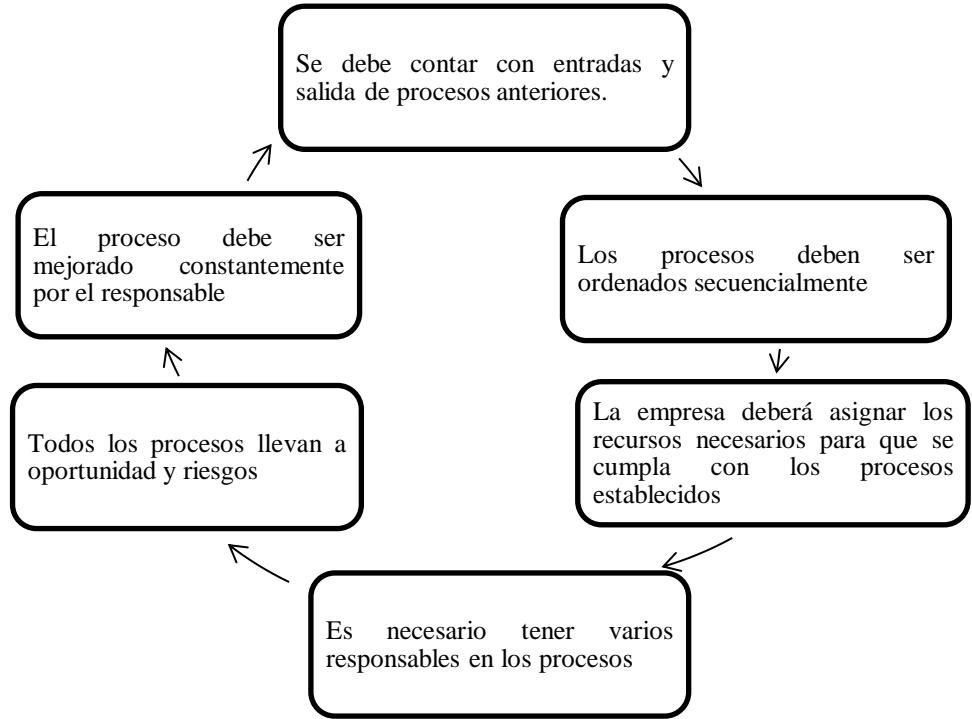 Se debe contar con entradas y
salida de procesos anteriores.
Los procesos deben ser
ordenados secuencialmente
La empresa deberá asignar los
recursos necesarios para que se
cumpla con los procesos
establecidos
Es necesario tener varios
responsables en los procesos
Todos los procesos llevan a
oportunidad y riesgos
El proceso debe ser
mejorado constantemente
por el responsable